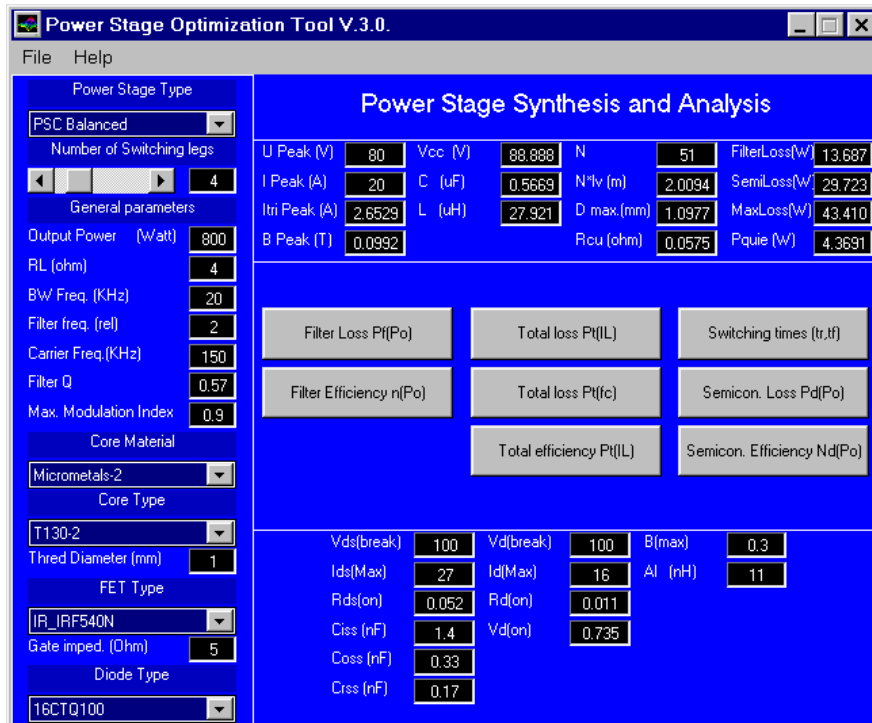 Power Stage Optimization Tool V.3.0.
File Help
Power Stage Type
PSC Balanced
Number of Switching legs
4
General parameters
Output Power (Watt) 800
RL (ohm) 4
BW Freq. (KHz) 20
Filter freq. (rel) 2
Carrier Freq.(KHz) 150
Filter Q 0.57
Max. Modulation Index 0.9
Core Material
Micrometals-2
Core Type
T130-2
Thred Diameter (mm) 1
FET Type
IR_IRF540N
Gate imped. (Ohm) 5
Diode Type
16CTQ100
Power Stage Synthesis and Analysis
U Peak (V) 80 Vcc (V) 88.888 N 51 FilterLoss(W) 13.687
I Peak (A) 20 C (uF) 0.5669 N*lv (m) 2.0094 SemiLoss(W) 29.723
Itri Peak (A) 2.6529 L (uH) 27.921 D max.(mm) 1.0977 MaxLoss(W) 43.410
B Peak (T) 0.0992 Rcu (ohm) 0.0575 Pquie (W) 4.3691
Filter Loss Pf(Po) Total loss Pt(IL) Switching times (tr,tf)
Filter Efficiency n(Po) Total loss Pt(fc) Semicon. Loss Pd(Po)
Total efficiency Pt(IL) Semicon. Efficiency Nd(Po)
Vds(break) 100 Vd(break) 100 B(max) 0.3
Ids(Max) 27 Id(Max) 16 Al (nH) 11
Rds(on) 0.052 Rd(on) 0.011
Ciss (nF) 1.4 Vd(on) 0.735
Coss (nF) 0.33
Crss (nF) 0.17